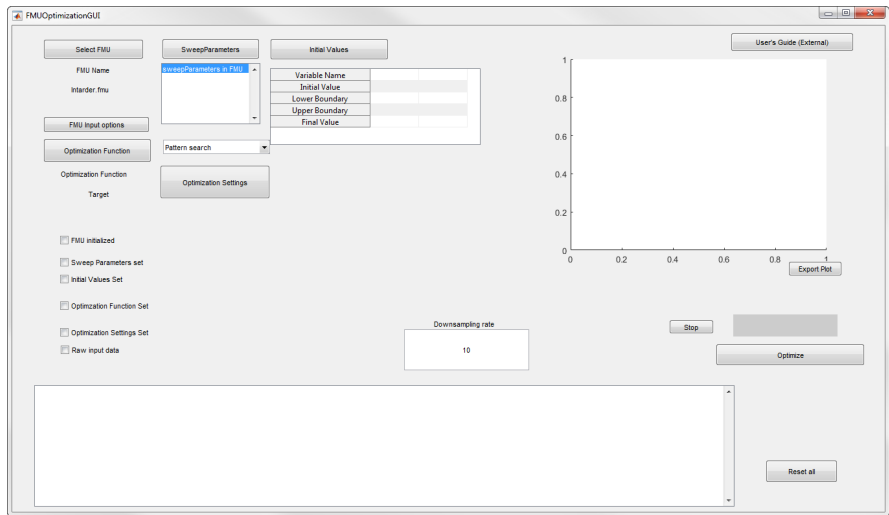 FMUOptimizationGUI
Select FMU
SweepParameters
Initial Values
User's Guide (External)
FMU Name
Intarder.fmu
sweepParameters in FMU
Variable Name
Initial Value
Lower Boundary
Upper Boundary
Final Value
FMU Input options
Optimization Function
Pattern search
Optimization Function
Target
Optimization Settings
1
0.8
0.6
0.4
0.2
0
0 0.2 0.4 0.6 0.8 1
Export Plot
FMU initialized
Sweep Parameters set
Initial Values Set
Optimzation Function Set
Optimization Settings Set
Raw input data
Downsampling rate
10
Stop
Optimize
Reset all